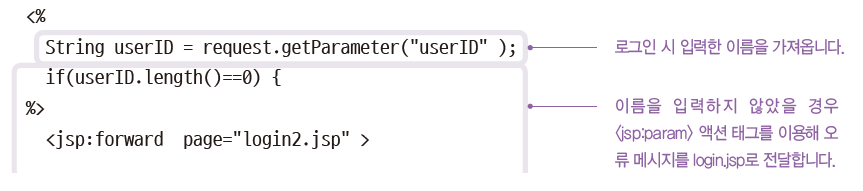 <%
String userID = request.getParameter("userID" );
로그인 시 입력한 이름을 가져옵니다.
if(userID.length()==0) {
%>
이름을 입력하지 않았을 경우
<jsp:param> 액션 태그를 이용해 오
류 메시지를 login.jsp로 전달합니다.
<jsp:forward  page="login2.jsp" >